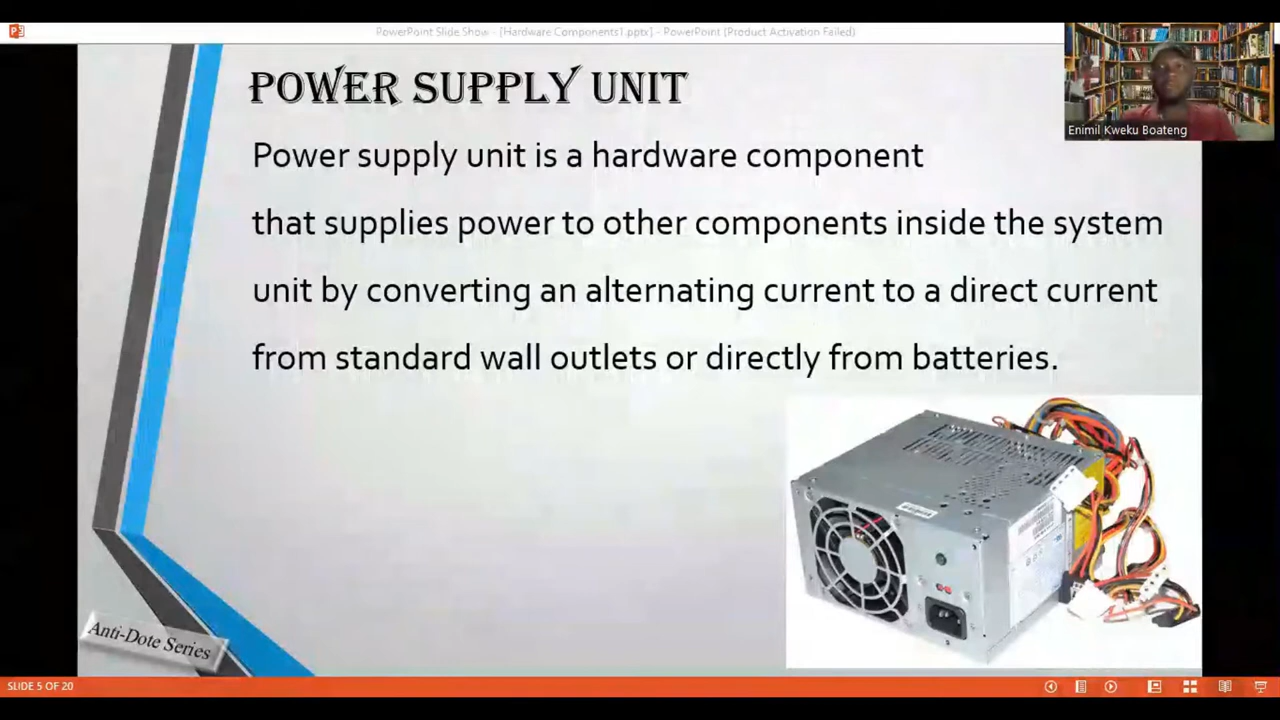 PowerPoint Slide Show - [Hardware Components1.pptx] - PowerPoint (Product Activation Failed)
POWER SUPPLY UNIT
Enimil Kweku Boateng
Power supply unit is a hardware component
that supplies power to other components inside the system
unit by converting an alternating current to a direct current
from standard wall outlets or directly from batteries.
Anti-Dote Series
SLIDE 5 OF 20